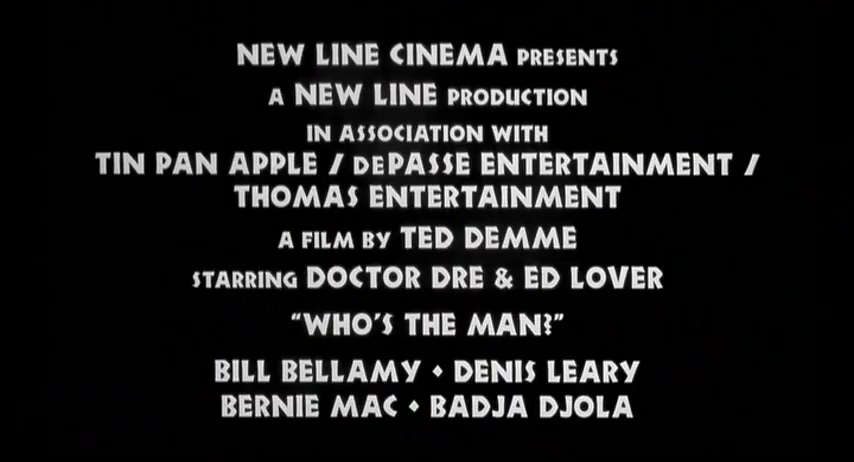 NEW LINE CINEMA PRESENTS
A NEW LINE PRODUCTION
IN ASSOCIATION WITH
TIN PAN APPLE / DEPASSE ENTERTAINMENT /
THOMAS ENTERTAINMENT
A FILM BY TED DEMME
STARRING DOCTOR DRE & ED LOVER
"WHO'S THE MAN?"
BILL BELLAMY • DENIS LEARY
BERNIE MAC • BADJA DJOLA